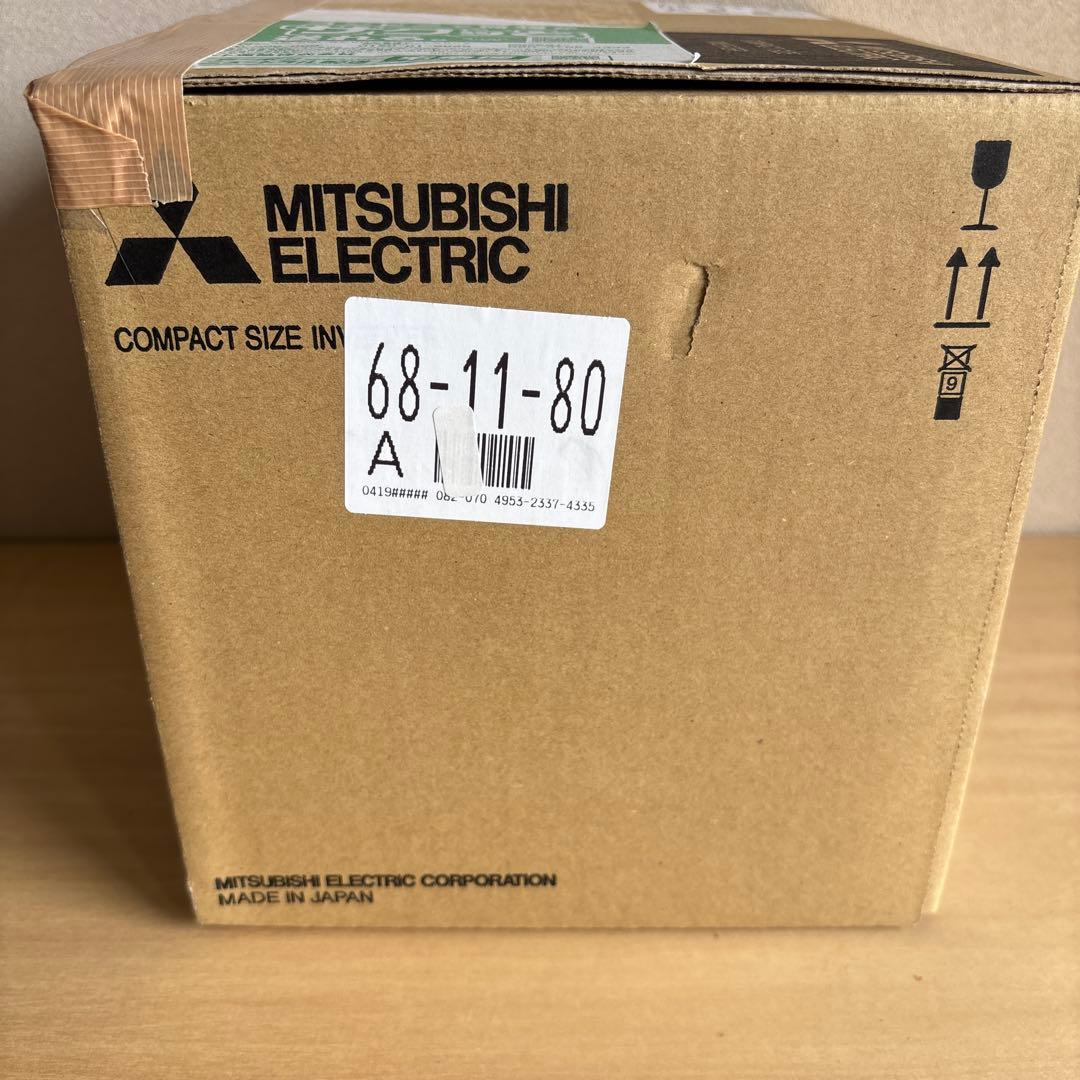 MITSUBISHI
ELECTRIC
COMPACT SIZE INV
68-11-80
A
0419##### 082-070 4953-2337-4335
9
MITSUBISHI ELECTRIC CORPORATION
MADE IN JAPAN